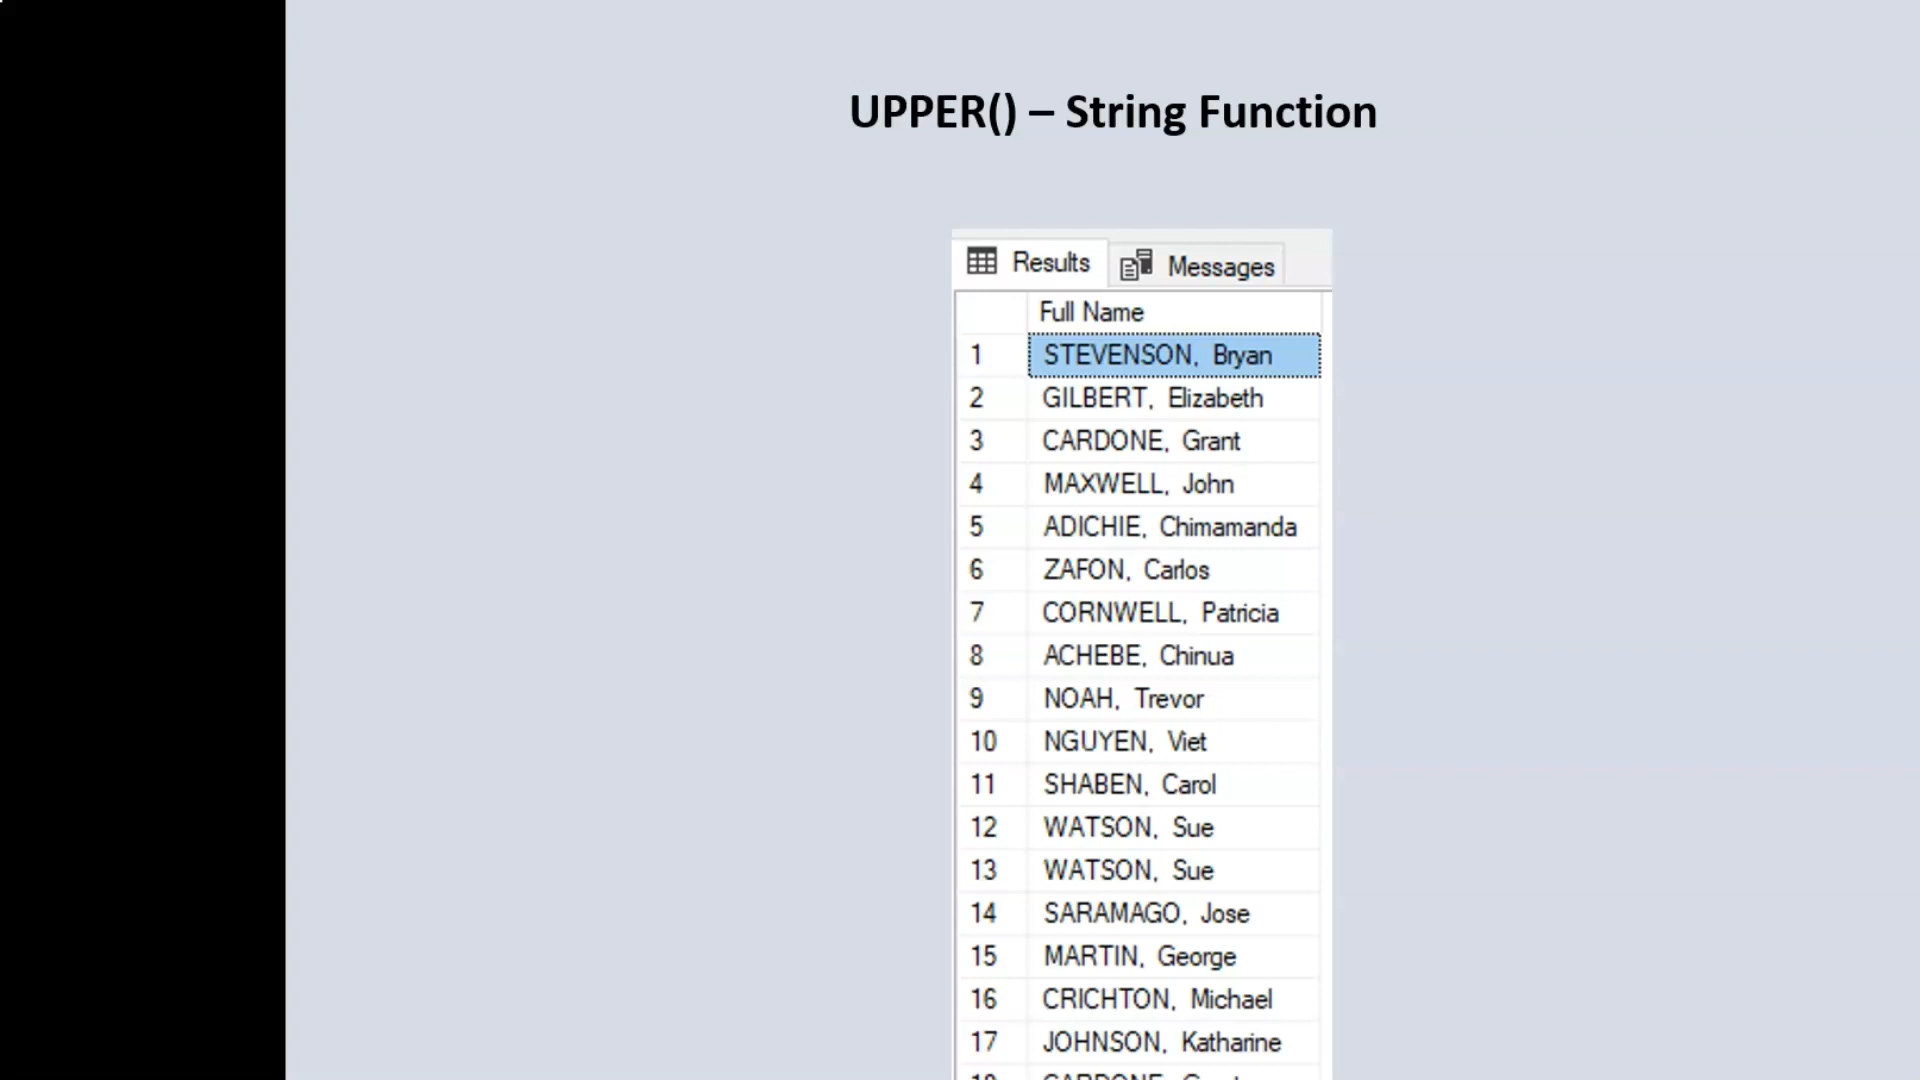 UPPER() – String Function
Results Messages
Full Name
1 STEVENSON, Bryan
2 GILBERT, Elizabeth
3 CARDONE, Grant
4 MAXWELL, John
5 ADICHIE, Chimamanda
6 ZAFON, Carlos
7 CORNWELL, Patricia
8 ACHEBE, Chinua
9 NOAH, Trevor
10 NGUYEN, Viet
11 SHABEN, Carol
12 WATSON, Sue
13 WATSON, Sue
14 SARAMAGO, Jose
15 MARTIN, George
16 CRICHTON, Michael
17 JOHNSON, Katharine